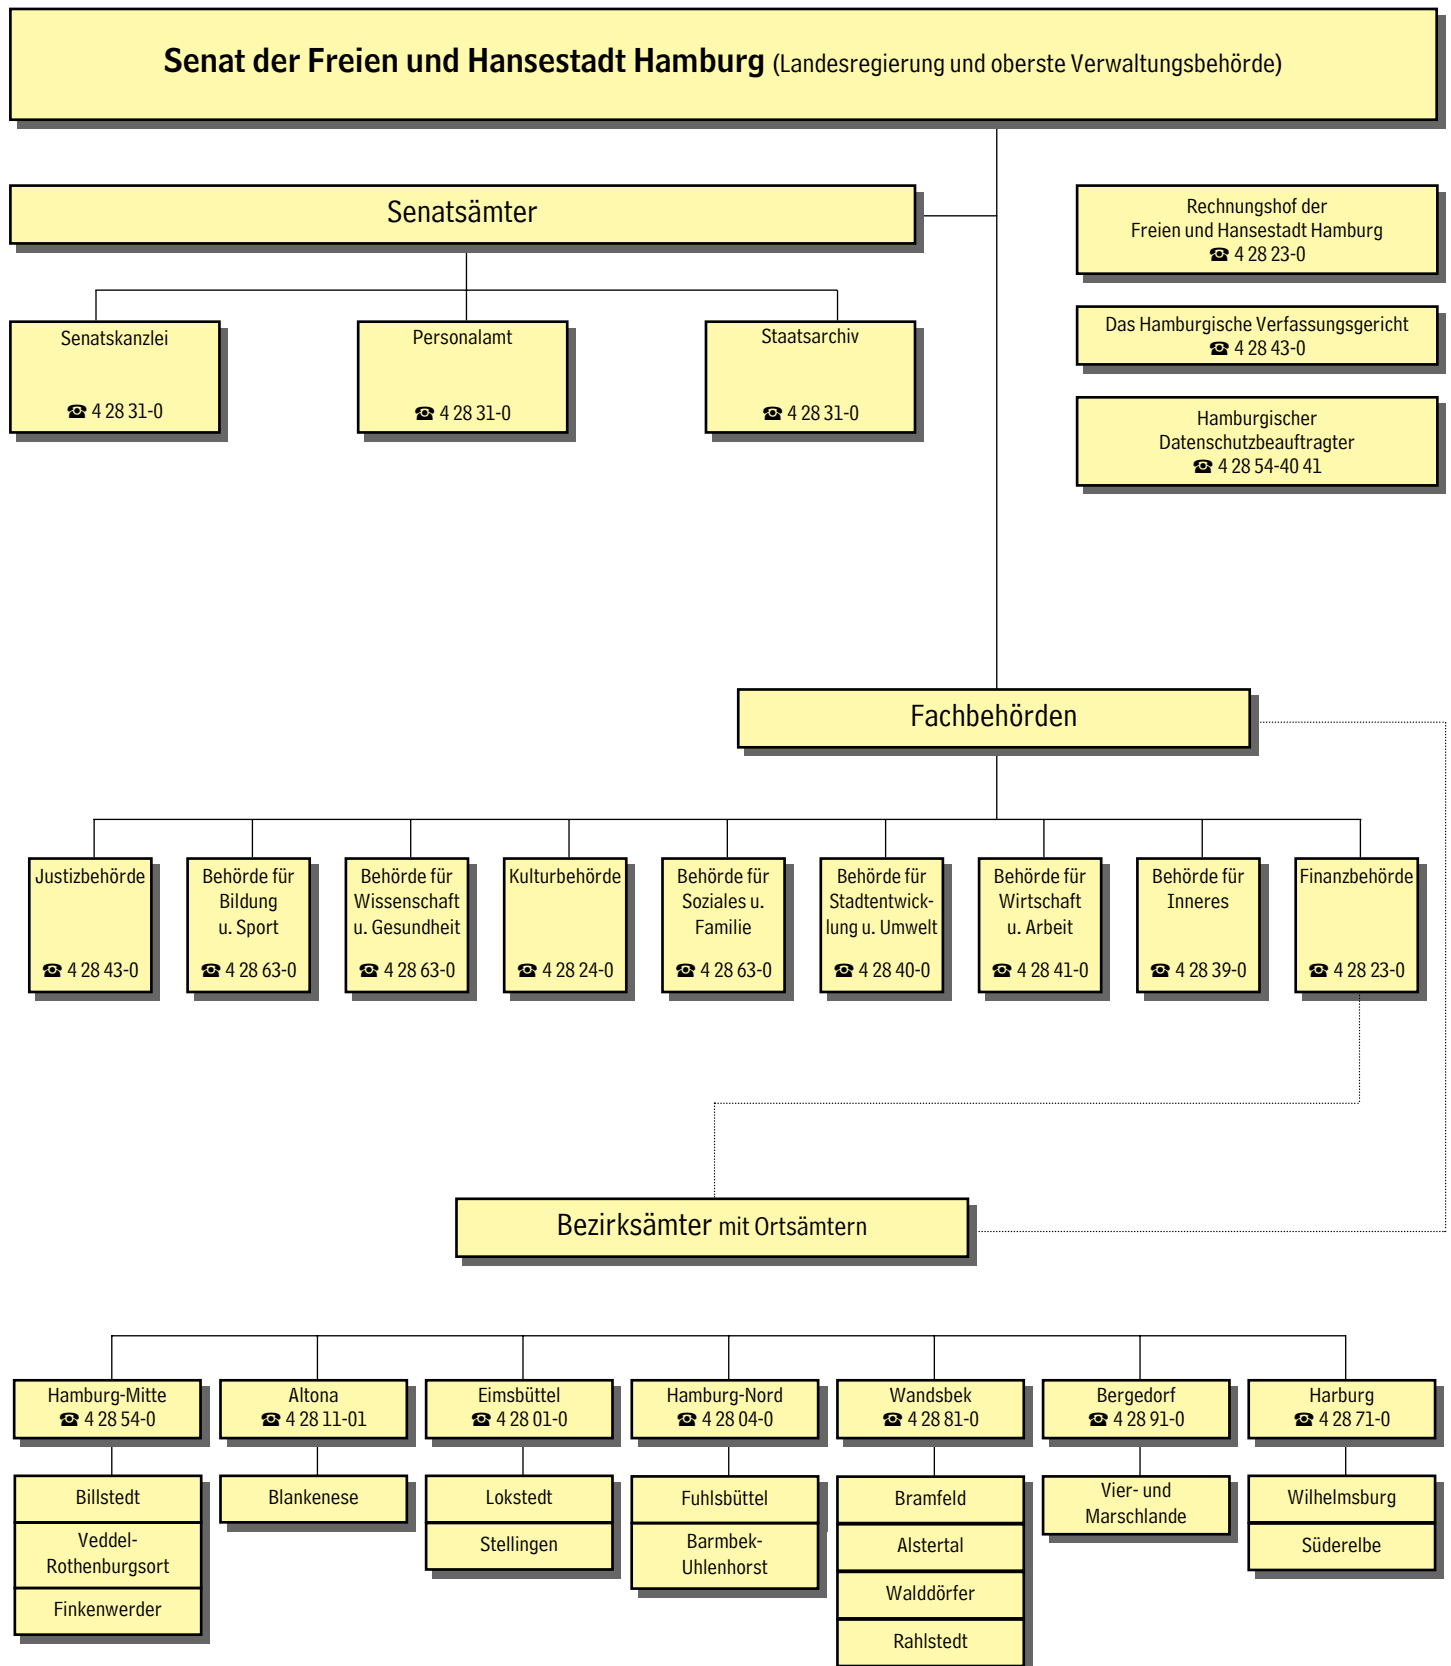 Senat der Freien und Hansestadt Hamburg (Landesregierung und oberste Verwaltungsbehörde)
Senatsämter
Rechnungshof der
Freien und Hansestadt Hamburg
☎ 4 28 23-0
Das Hamburgische Verfassungsgericht
☎ 4 28 43-0
Hamburgischer
Datenschutzbeauftragter
☎ 4 28 54-40 41
Senatskanzlei
☎ 4 28 31-0
Personalamt
☎ 4 28 31-0
Staatsarchiv
☎ 4 28 31-0
Fachbehörden
Justizbehörde
☎ 4 28 43-0
Behörde für
Bildung
u. Sport
☎ 4 28 63-0
Behörde für
Wissenschaft
u. Gesundheit
☎ 4 28 63-0
Kulturbehörde
☎ 4 28 24-0
Behörde für
Soziales u.
Familie
☎ 4 28 63-0
Behörde für
Stadtentwick-
lung u. Umwelt
☎ 4 28 40-0
Behörde für
Wirtschaft
u. Arbeit
☎ 4 28 41-0
Behörde für
Inneres
☎ 4 28 39-0
Finanzbehörde
☎ 4 28 23-0
Bezirksämter mit Ortsämtern
Hamburg-Mitte
☎ 4 28 54-0
Billstedt
Veddel-
Rothenburgsort
Finkenwerder
Altona
☎ 4 28 11-01
Blankenese
Eimsbüttel
☎ 4 28 01-0
Lokstedt
Stellingen
Hamburg-Nord
☎ 4 28 04-0
Fuhlsbüttel
Barmbek-
Uhlenhorst
Wandsbek
☎ 4 28 81-0
Bramfeld
Alstertal
Walddörfer
Rahlstedt
Bergedorf
☎ 4 28 91-0
Vier- und
Marschlande
Harburg
☎ 4 28 71-0
Wilhelmsburg
Süderelbe